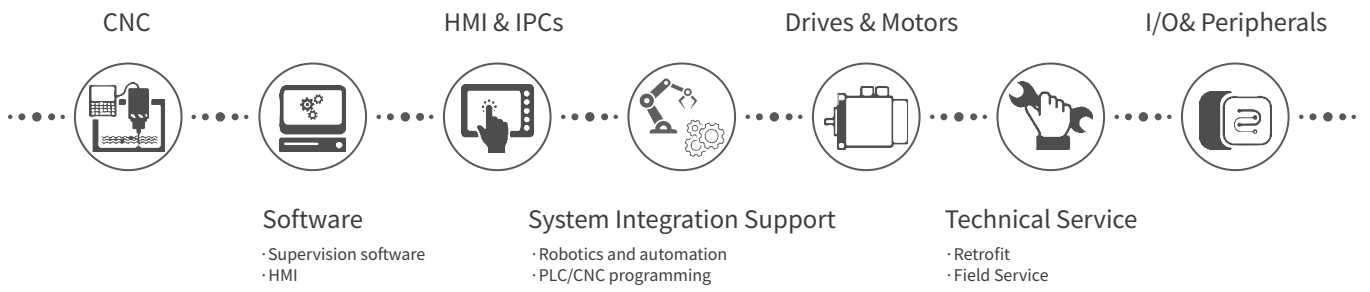 CNC
HMI & IPCs
Drives & Motors
I/O& Peripherals
Software
· Supervision software
· HMI
System Integration Support
· Robotics and automation
· PLC/CNC programming
Technical Service
· Retrofit
· Field Service